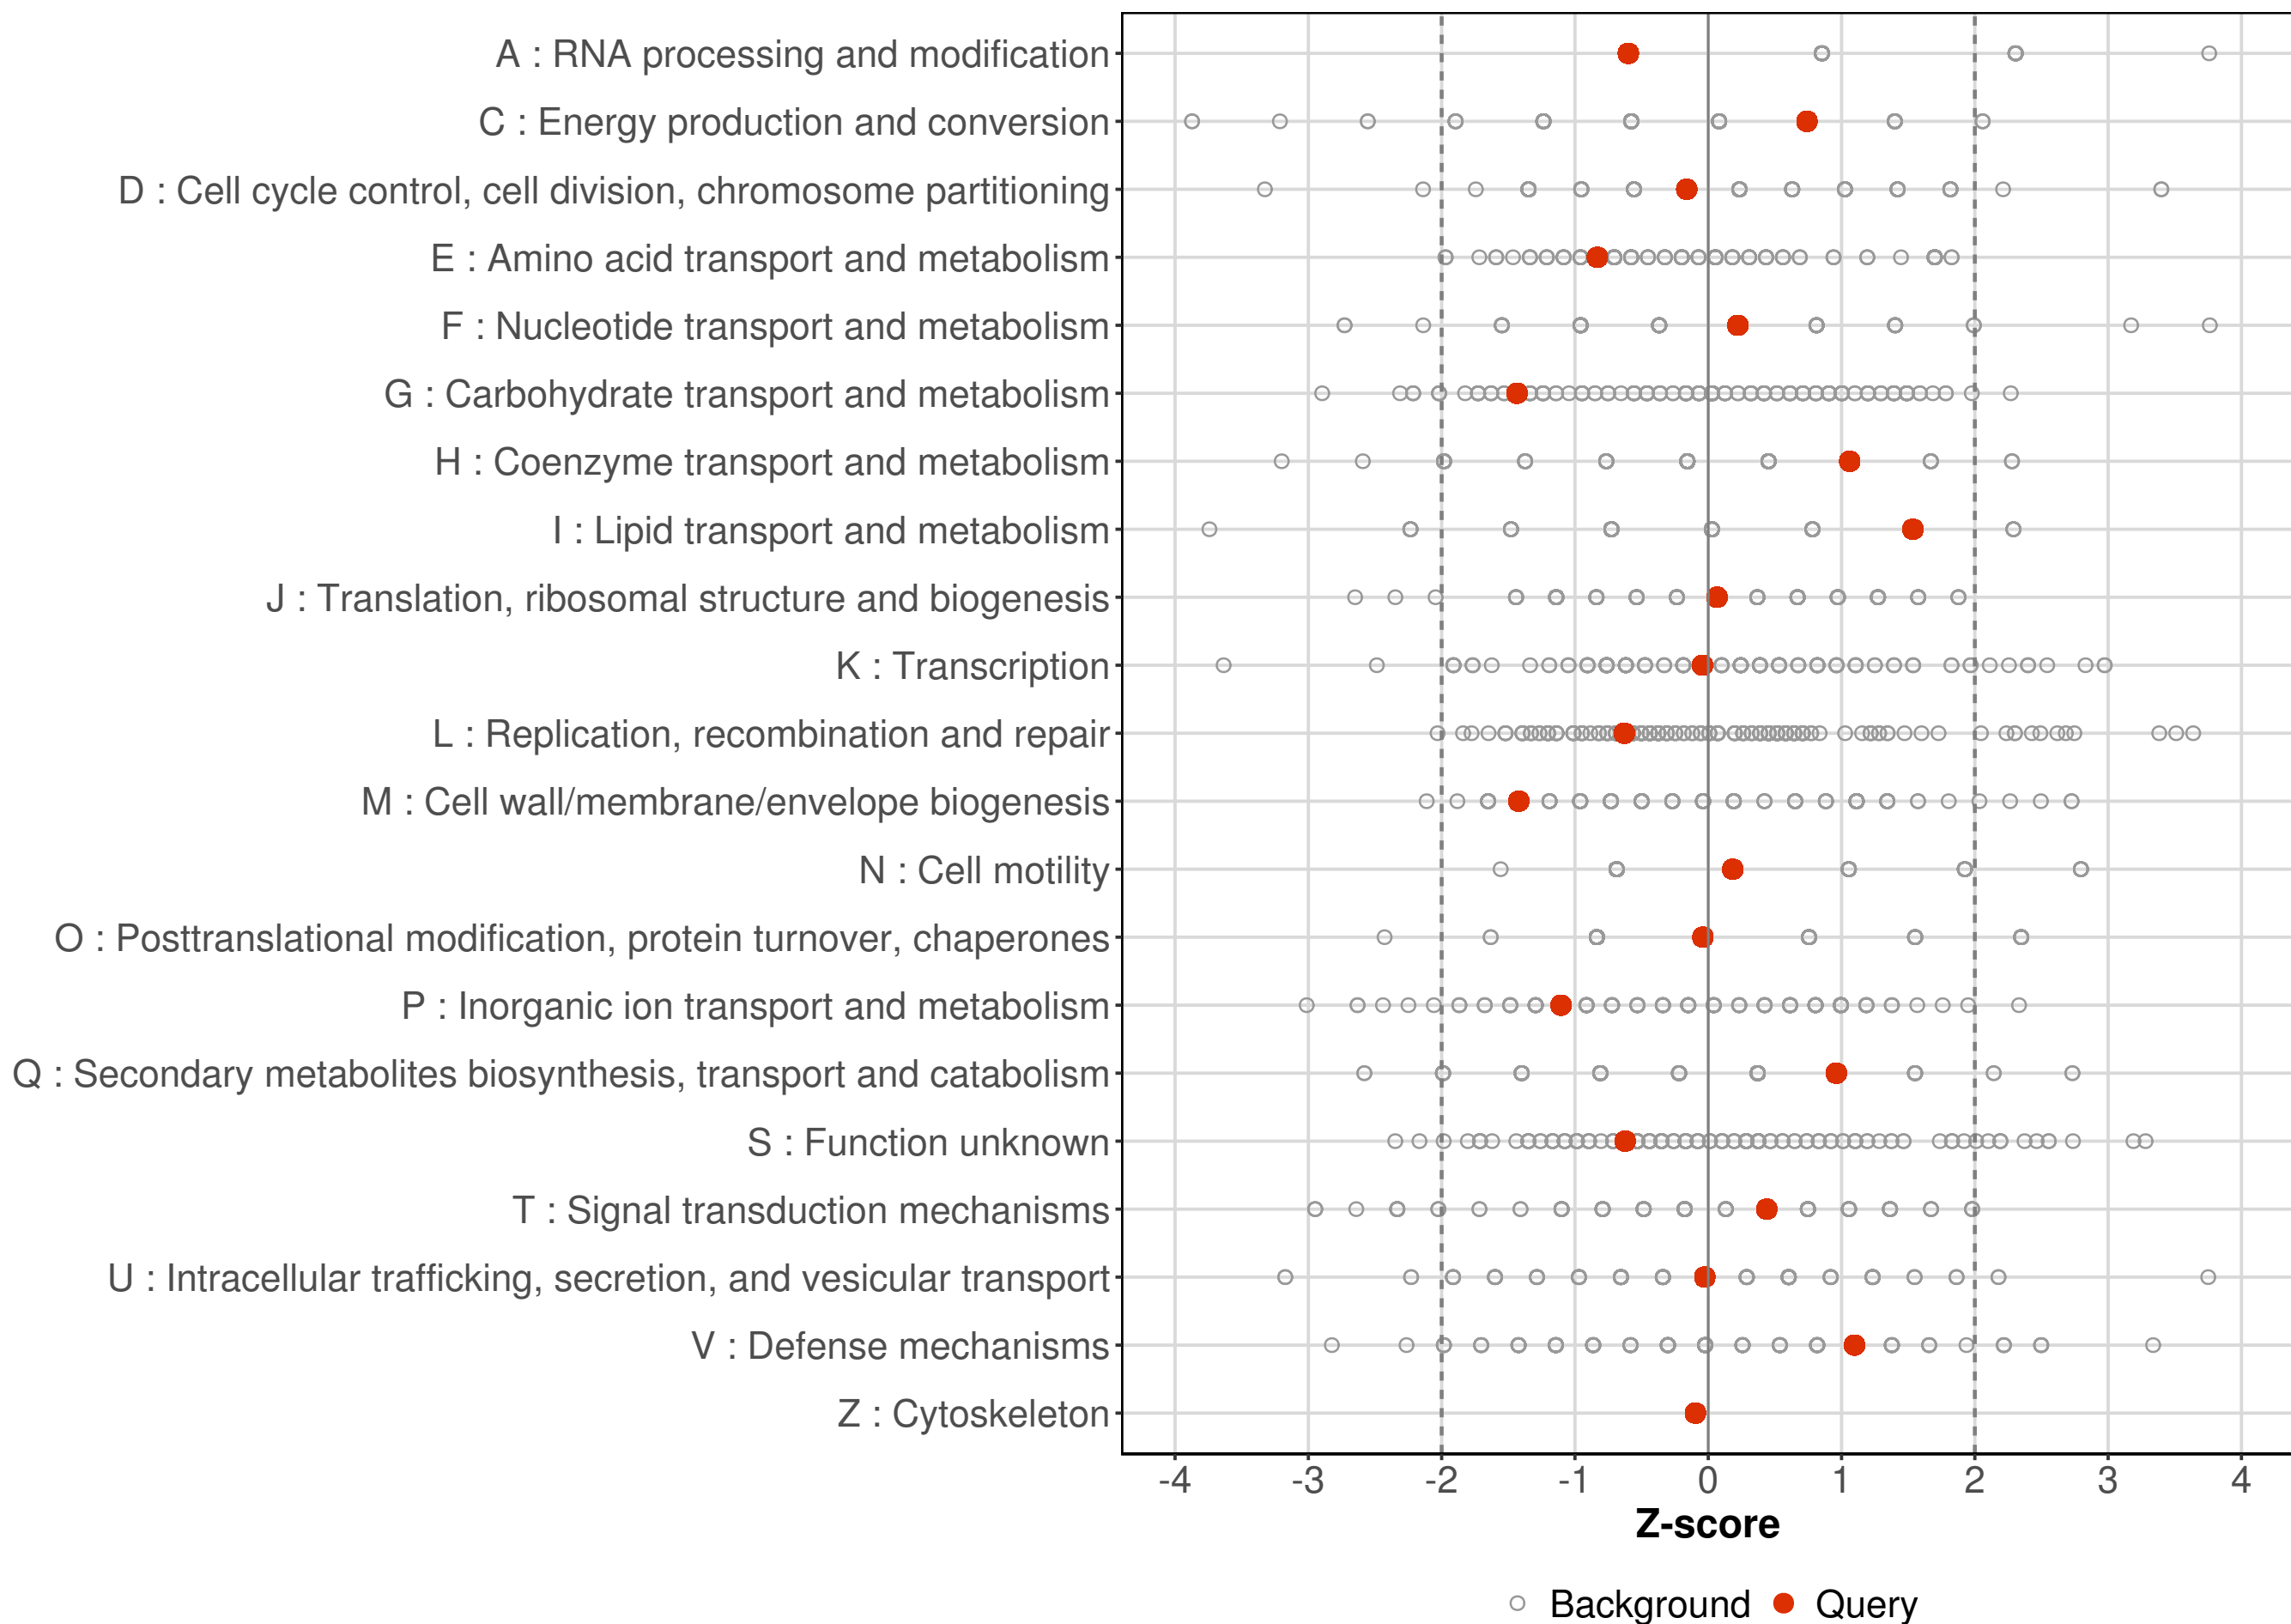 A : RNA processing and modification
C : Energy production and conversion
D : Cell cycle control, cell division, chromosome partitioning
E : Amino acid transport and metabolism
F : Nucleotide transport and metabolism
G : Carbohydrate transport and metabolism
H : Coenzyme transport and metabolism
I : Lipid transport and metabolism
J : Translation, ribosomal structure and biogenesis
K : Transcription
L : Replication, recombination and repair
M : Cell wall/membrane/envelope biogenesis
N : Cell motility
O : Posttranslational modification, protein turnover, chaperones
P : Inorganic ion transport and metabolism
Q : Secondary metabolites biosynthesis, transport and catabolism
S : Function unknown
T : Signal transduction mechanisms
U : Intracellular trafficking, secretion, and vesicular transport
V : Defense mechanisms
Z : Cytoskeleton
-4 -3 -2 -1 0 1 2 3 4
Z-score
Background Query